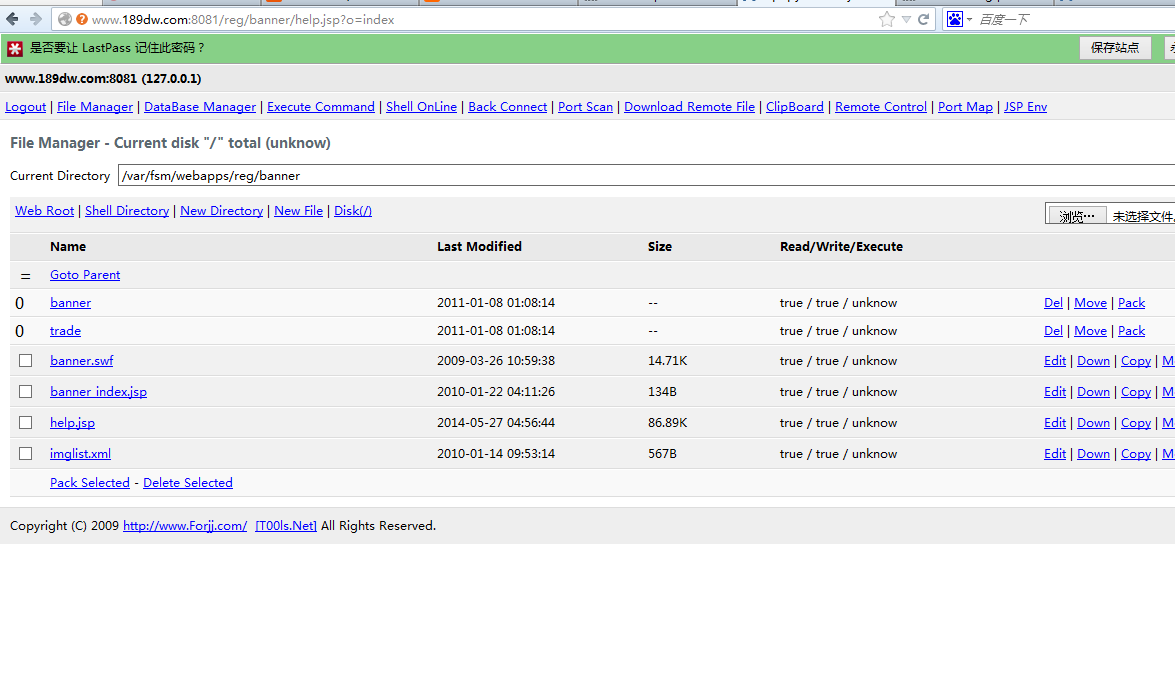 www.189dw.com:8081/reg/banner/help.jsp?o=index 百度一下
是否要让 LastPass 记住此密码？ 保存站点
www.189dw.com:8081 (127.0.0.1)
Logout | File Manager | DataBase Manager | Execute Command | Shell OnLine | Back Connect | Port Scan | Download Remote File | ClipBoard | Remote Control | Port Map | JSP Env
File Manager - Current disk "/" total (unknow)
Current Directory /var/fsm/webapps/reg/banner
Web Root | Shell Directory | New Directory | New File | Disk(/) 浏览… 未选择文件。
Name Last Modified Size Read/Write/Execute
= Goto Parent
0 banner 2011-01-08 01:08:14 -- true / true / unknow Del | Move | Pack
0 trade 2011-01-08 01:08:14 -- true / true / unknow Del | Move | Pack
banner.swf 2009-03-26 10:59:38 14.71K true / true / unknow Edit | Down | Copy | M
banner_index.jsp 2010-01-22 04:11:26 134B true / true / unknow Edit | Down | Copy | M
help.jsp 2014-05-27 04:56:44 86.89K true / true / unknow Edit | Down | Copy | M
imglist.xml 2010-01-14 09:53:14 567B true / true / unknow Edit | Down | Copy | M
Pack Selected - Delete Selected
Copyright (C) 2009 http://www.Forjj.com/ [T00ls.Net] All Rights Reserved.